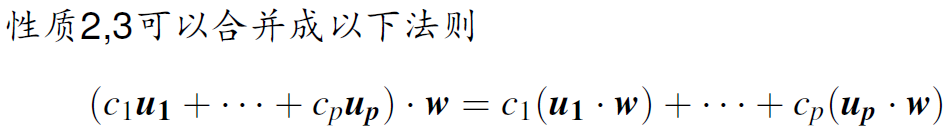 性质2,3可以合并成以下法则
(c₁u₁ + ··· + cₚuₚ) · w = c₁(u₁ · w) + ··· + cₚ(uₚ · w)